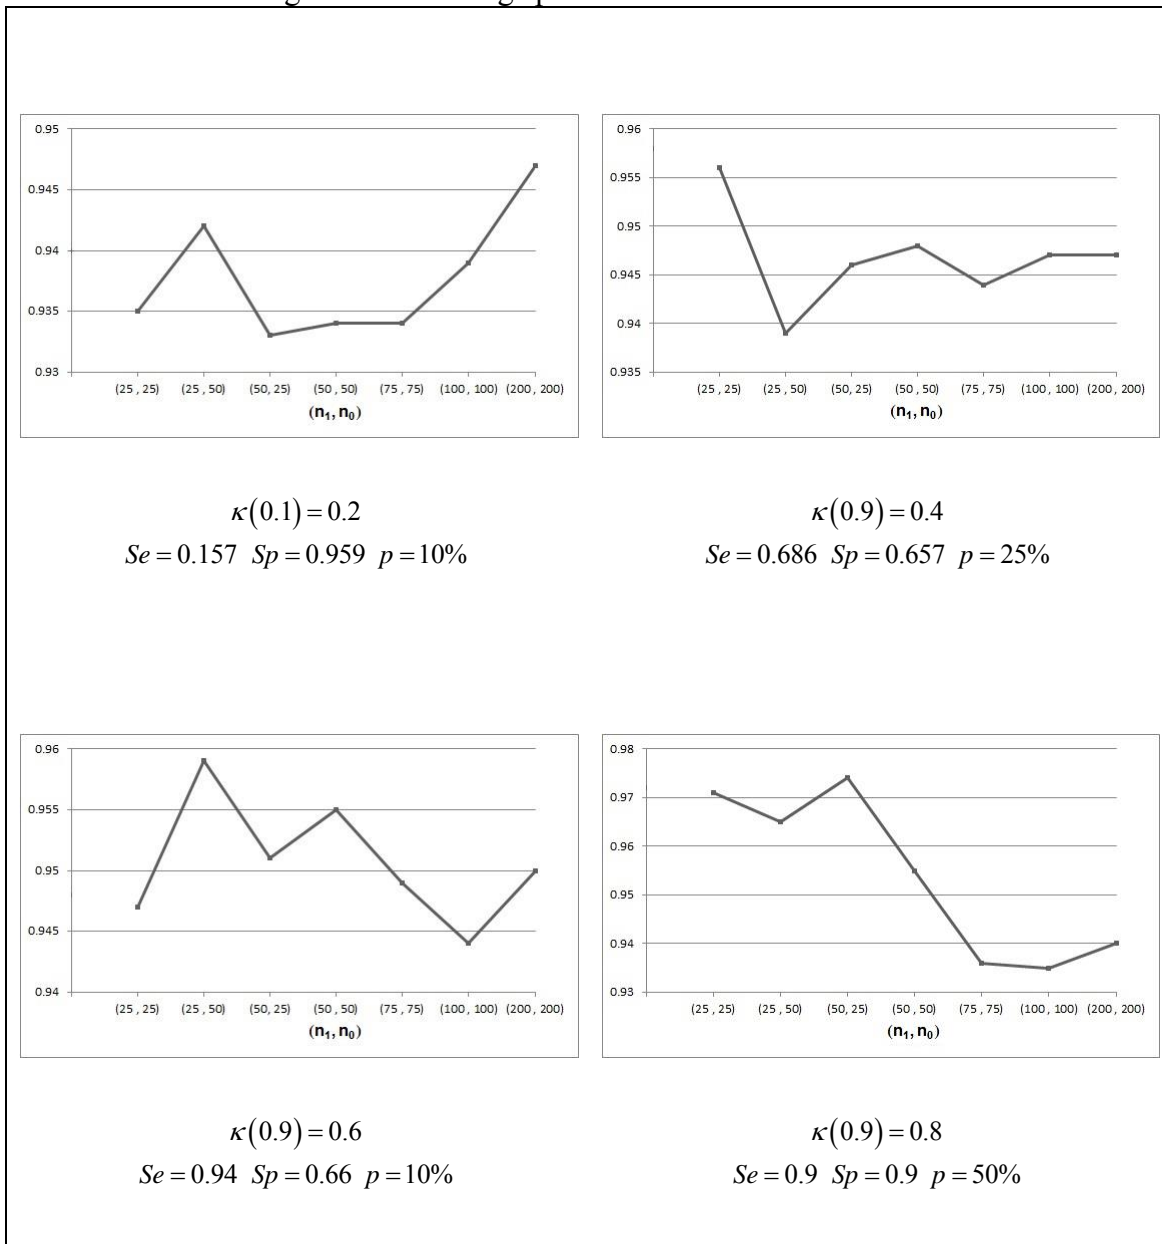 0.95
0.945
0.94
0.935
0.93
(25 , 25) (25 , 50) (50, 25) (50 , 50) (75 , 75) (100 , 100) (200 , 200)
(n₁, n₀)
0.96
0.955
0.95
0.945
0.94
0.935
(25 , 25) (25 , 50) (50, 25) (50 , 50) (75 , 75) (100 , 100) (200 , 200)
(n₁, n₀)
κ(0.1) = 0.2
Se = 0.157 Sp = 0.959 p = 10%
κ(0.9) = 0.4
Se = 0.686 Sp = 0.657 p = 25%
0.96
0.955
0.95
0.945
0.94
(25 , 25) (25 , 50) (50, 25) (50 , 50) (75 , 75) (100 , 100) (200 , 200)
(n₁, n₀)
0.98
0.97
0.96
0.95
0.94
0.93
(25 , 25) (25 , 50) (50, 25) (50 , 50) (75 , 75) (100 , 100) (200 , 200)
(n₁, n₀)
κ(0.9) = 0.6
Se = 0.94 Sp = 0.66 p = 10%
κ(0.9) = 0.8
Se = 0.9 Sp = 0.9 p = 50%